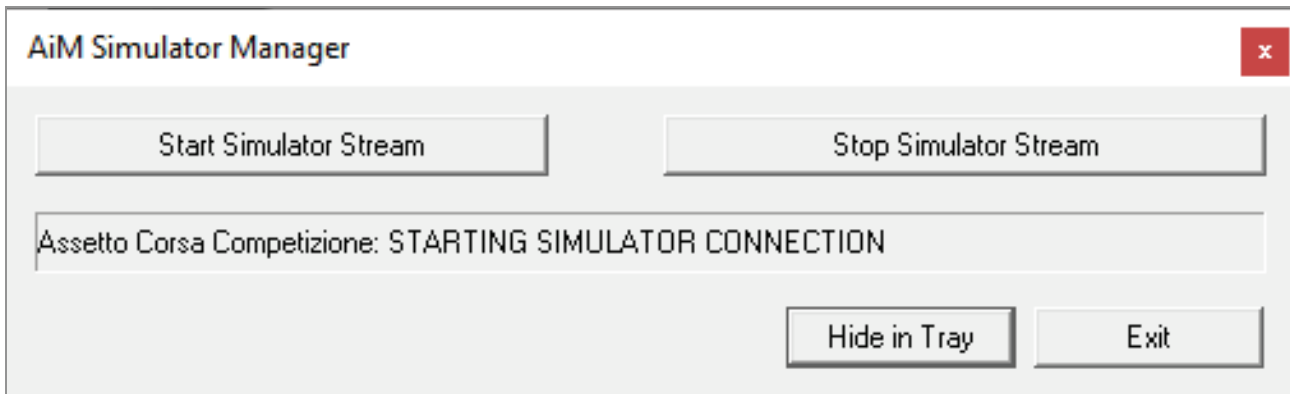 AiM Simulator Manager
x
Start Simulator Stream
Stop Simulator Stream
Assetto Corsa Competizione: STARTING SIMULATOR CONNECTION
Hide in Tray
Exit